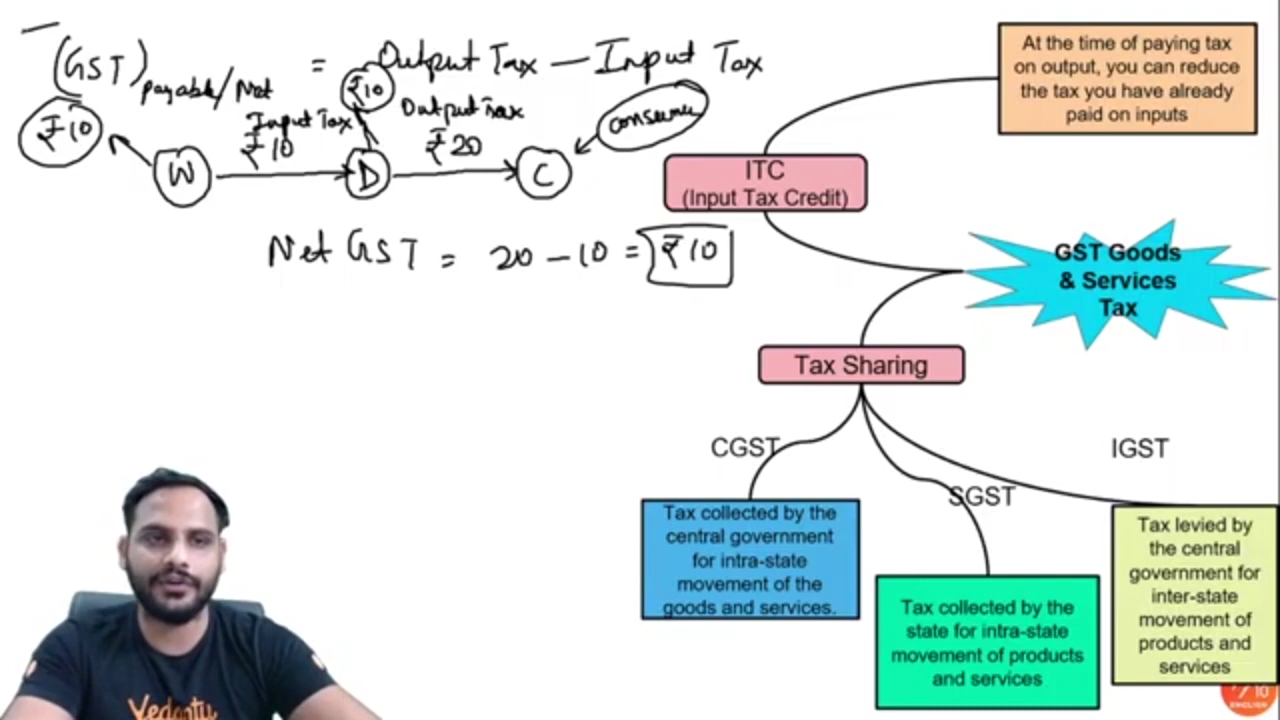 (GST) payable/Net = Output Tax — Input Tax
₹10
₹10
Input Tax
₹10
Output Tax
₹20
consumer
W
D
C
Net GST = 20 – 10 = ₹10
At the time of paying tax
on output, you can reduce
the tax you have already
paid on inputs
ITC
(Input Tax Credit)
GST Goods
& Services
Tax
Tax Sharing
CGST
SGST
IGST
Tax collected by the
central government
for intra-state
movement of the
goods and services.
Tax collected by the
state for intra-state
movement of products
and services
Tax levied by
the central
government for
inter-state
movement of
products and
services
Vedantu
ENGLISH